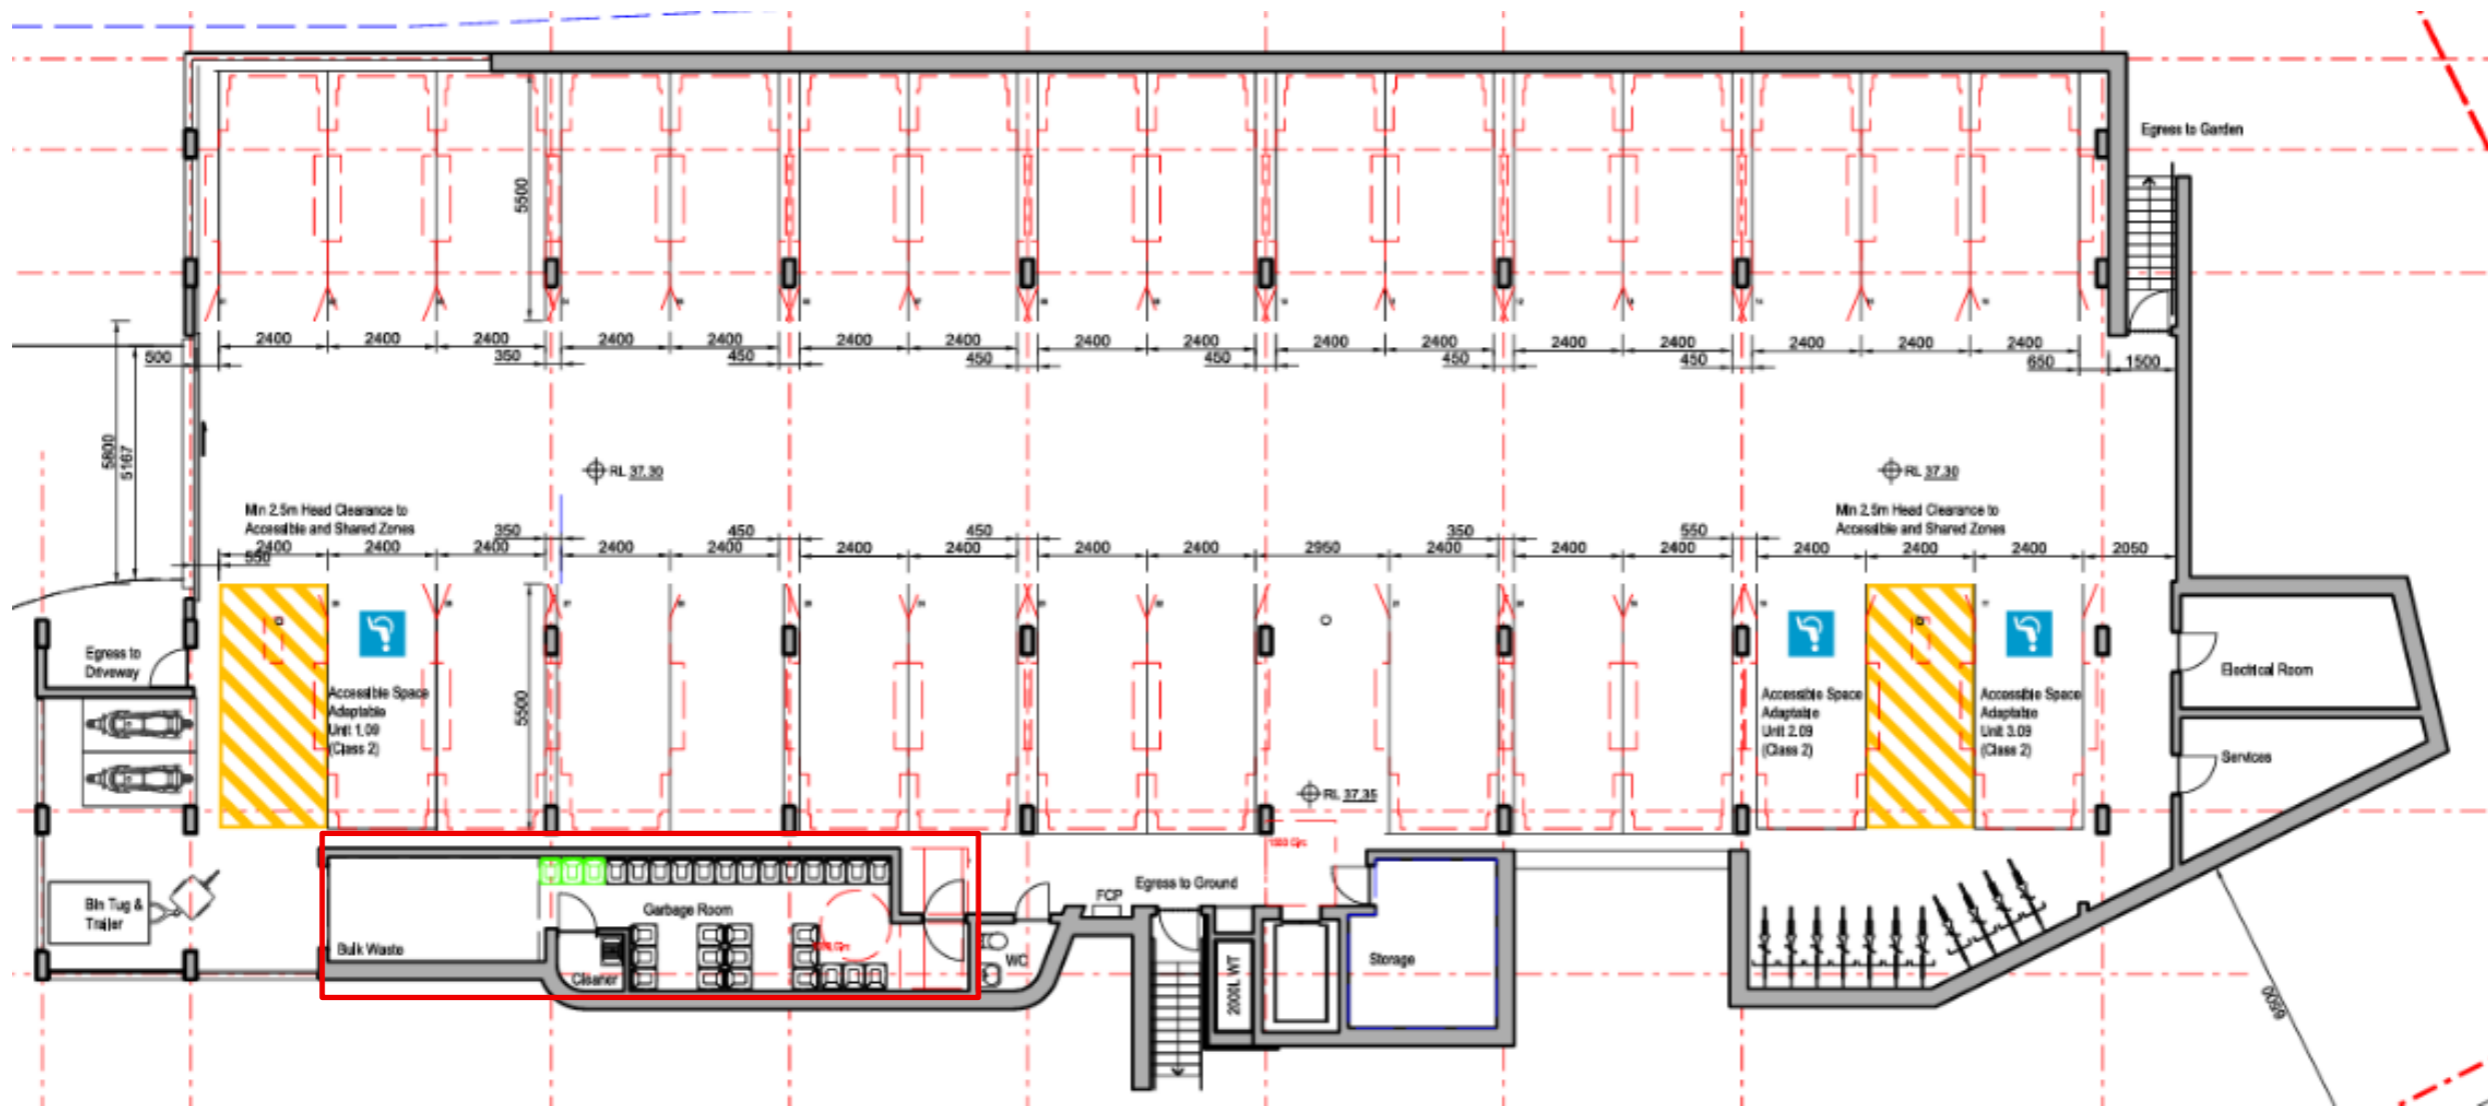 Egress to Garden
5500
2400 2400 2400 2400 2400 2400 2400 2400 2400 2400 2400 2400 2400 2400 2400 2400
500 350 450 450 450 450 450 650 1500
5800
5167
RL 37.30
RL 37.30
Min 2.5m Head Clearance to
Accessible and Shared Zones
Min 2.5m Head Clearance to
Accessible and Shared Zones
350 450 450 350 550
2400 2400 2400 2400 2400 2400 2400 2400 2400 2950 2400 2400 2400 2400 2400 2400 2050
550
Egress to
Driveway
Accessible Space
Adaptable
Unit 1.09
(Class 2)
5500
Accessible Space
Adaptable
Unit 2.09
(Class 2)
Accessible Space
Adaptable
Unit 3.09
(Class 2)
Electrical Room
Services
RL 37.35
Bin Tug &
Trailer
Bulk Waste
Garbage Room
Cleaner
WC
FCP
Egress to Ground
2000L WT
Storage